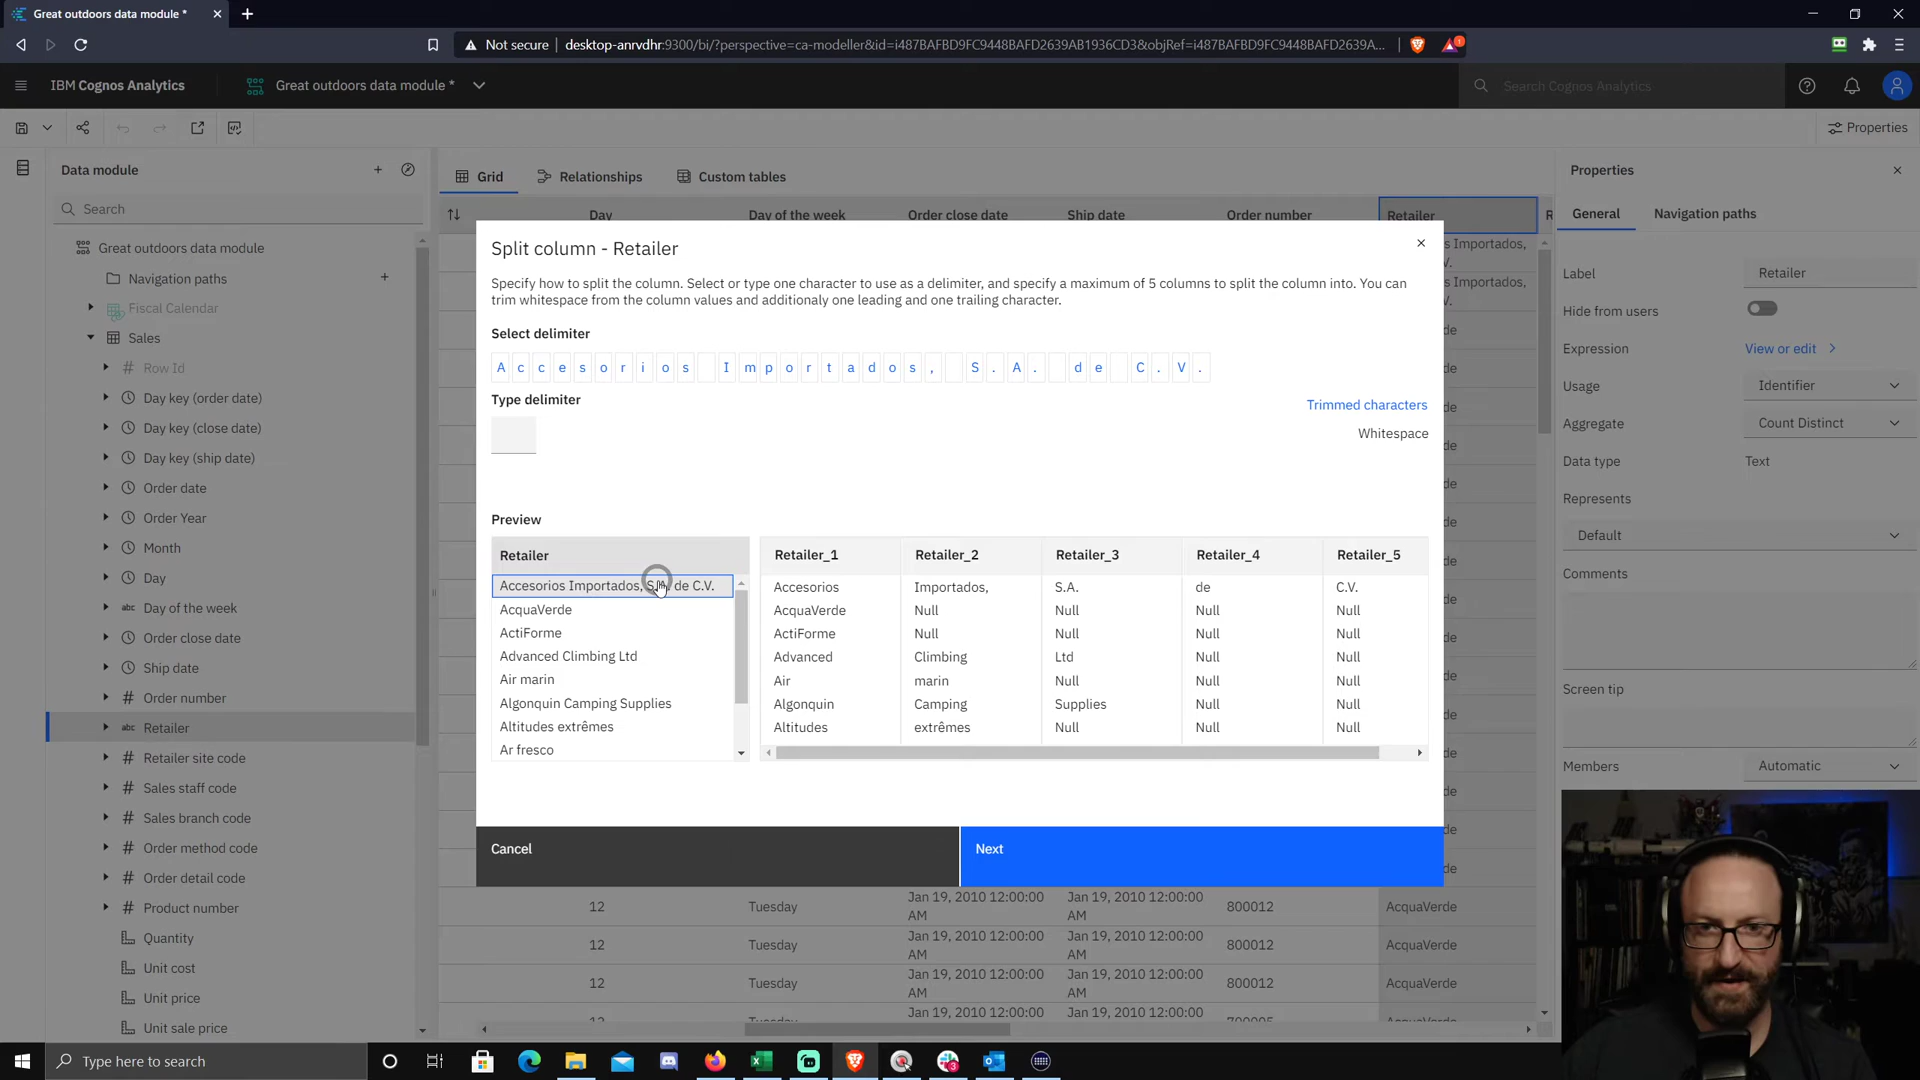 Great outdoors data module *
Not secure desktop-anrvdhr:9300/bi/?perspective=ca-modeller&id=i487BAFBD9FC9448BAFD2639AB1936CD3&objRef=i487BAFBD9FC9448BAFD2639A...
IBM Cognos Analytics
Great outdoors data module *
Search Cognos Analytics
Properties
Data module
Search
Great outdoors data module
Navigation paths
Fiscal Calendar
Sales
Row Id
Day key (order date)
Day key (close date)
Day key (ship date)
Order date
Order Year
Month
Day
Day of the week
Order close date
Ship date
Order number
Retailer
Retailer site code
Sales staff code
Sales branch code
Order method code
Order detail code
Product number
Quantity
Unit cost
Unit price
Unit sale price
Grid
Relationships
Custom tables
Day
Day of the week
Order close date
Ship date
Order number
Retailer
Split column - Retailer
Specify how to split the column. Select or type one character to use as a delimiter, and specify a maximum of 5 columns to split the column into. You can
trim whitespace from the column values and additionaly one leading and one trailing character.
Select delimiter
A c c e s o r i o s I m p o r t a d o s , S . A . d e C . V .
Type delimiter
Trimmed characters
Whitespace
Preview
Retailer
Accesorios Importados, S.A. de C.V.
AcquaVerde
ActiForme
Advanced Climbing Ltd
Air marin
Algonquin Camping Supplies
Altitudes extrêmes
Ar fresco
Retailer_1 Retailer_2 Retailer_3 Retailer_4 Retailer_5
Accesorios Importados, S.A. de C.V.
AcquaVerde Null Null Null Null
ActiForme Null Null Null Null
Advanced Climbing Ltd Null Null
Air marin Null Null Null
Algonquin Camping Supplies Null Null
Altitudes extrêmes Null Null Null
Cancel
Next
12 Tuesday Jan 19, 2010 12:00:00 AM Jan 19, 2010 12:00:00 AM 800012 AcquaVerde
12 Tuesday Jan 19, 2010 12:00:00 AM Jan 19, 2010 12:00:00 AM 800012 AcquaVerde
12 Tuesday Jan 19, 2010 12:00:00 AM Jan 19, 2010 12:00:00 AM 800012 AcquaVerde
Properties
General
Navigation paths
Label Retailer
Hide from users
Expression View or edit
Usage Identifier
Aggregate Count Distinct
Data type Text
Represents
Default
Comments
Screen tip
Members Automatic
Type here to search